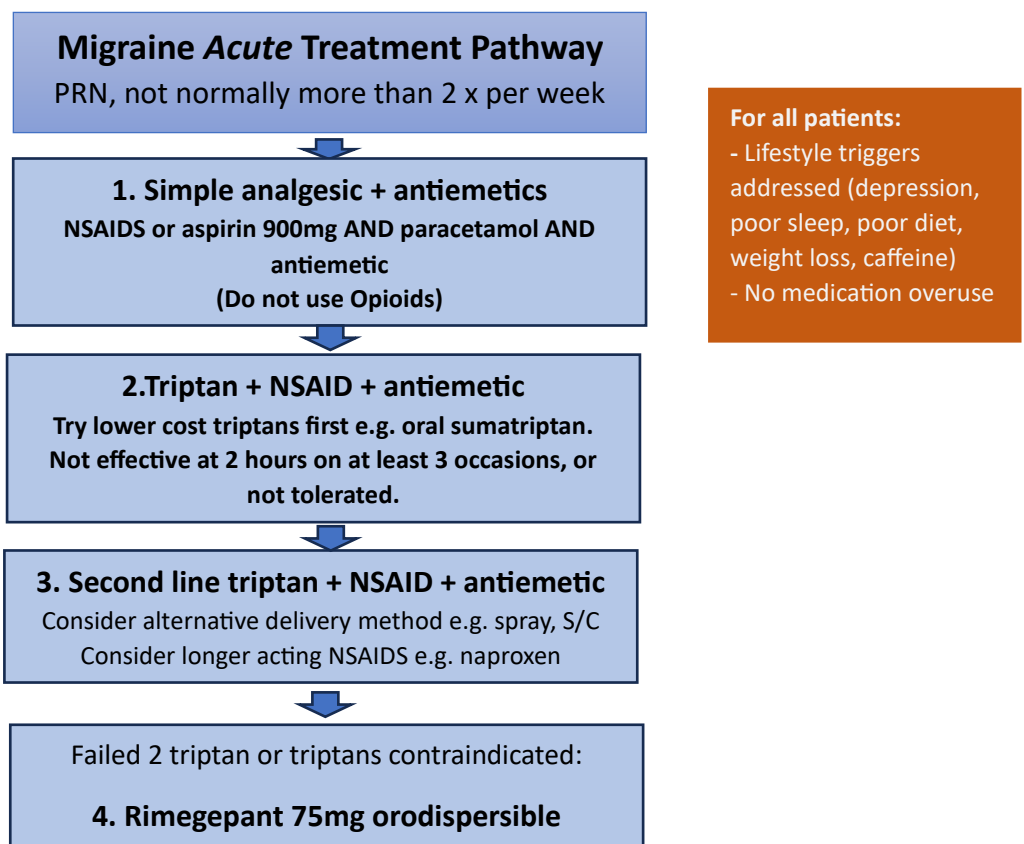 Migraine Acute Treatment Pathway
PRN, not normally more than 2 x per week
For all patients:
- Lifestyle triggers
addressed (depression,
poor sleep, poor diet,
weight loss, caffeine)
- No medication overuse
1. Simple analgesic + antiemetics
NSAIDS or aspirin 900mg AND paracetamol AND
antiemetic
(Do not use Opioids)
2.Triptan + NSAID + antiemetic
Try lower cost triptans first e.g. oral sumatriptan.
Not effective at 2 hours on at least 3 occasions, or
not tolerated.
3. Second line triptan + NSAID + antiemetic
Consider alternative delivery method e.g. spray, S/C
Consider longer acting NSAIDS e.g. naproxen
Failed 2 triptan or triptans contraindicated:
4. Rimegepant 75mg orodispersible